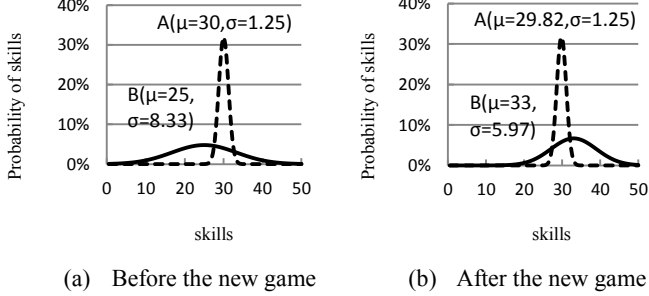 40%
30%
20%
10%
0%
Probability of skills
A(μ=30,σ=1.25)
B(μ=25,
σ=8.33)
0 10 20 30 40 50
skills
(a) Before the new game
40%
30%
20%
10%
0%
Probability of skills
A(μ=29.82,σ=1.25)
B(μ=33,
σ=5.97)
0 10 20 30 40 50
skills
(b) After the new game